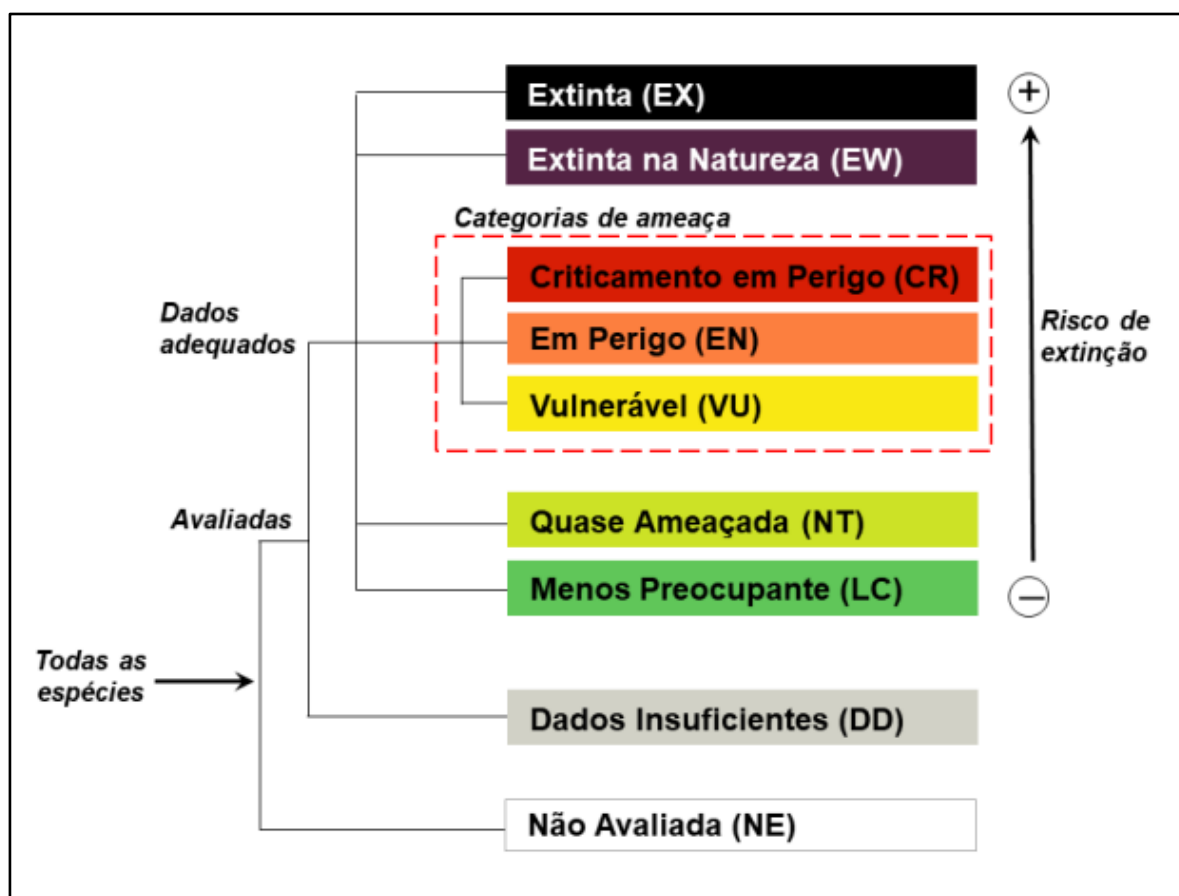 Extinta (EX)
+
Extinta na Natureza (EW)
Categorias de ameaça
Criticamento em Perigo (CR)
Dados
adequados
Em Perigo (EN)
Risco de
extinção
Vulnerável (VU)
Avaliadas
Quase Ameaçada (NT)
Menos Preocupante (LC)
−
Todas as
espécies
Dados Insuficientes (DD)
Não Avaliada (NE)